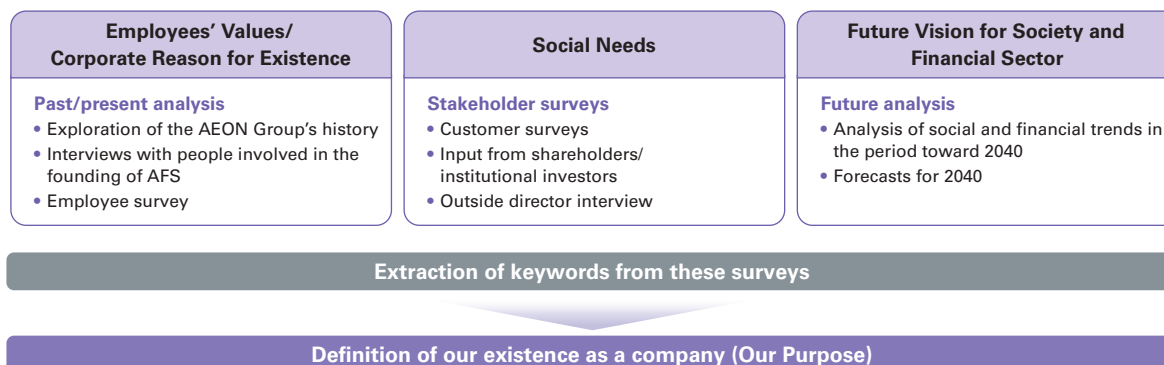 Employees' Values/
Corporate Reason for Existence
Past/present analysis
• Exploration of the AEON Group's history
• Interviews with people involved in the
founding of AFS
• Employee survey
Social Needs
Stakeholder surveys
• Customer surveys
• Input from shareholders/
institutional investors
• Outside director interview
Future Vision for Society and
Financial Sector
Future analysis
• Analysis of social and financial trends in
the period toward 2040
• Forecasts for 2040
Extraction of keywords from these surveys
Definition of our existence as a company (Our Purpose)